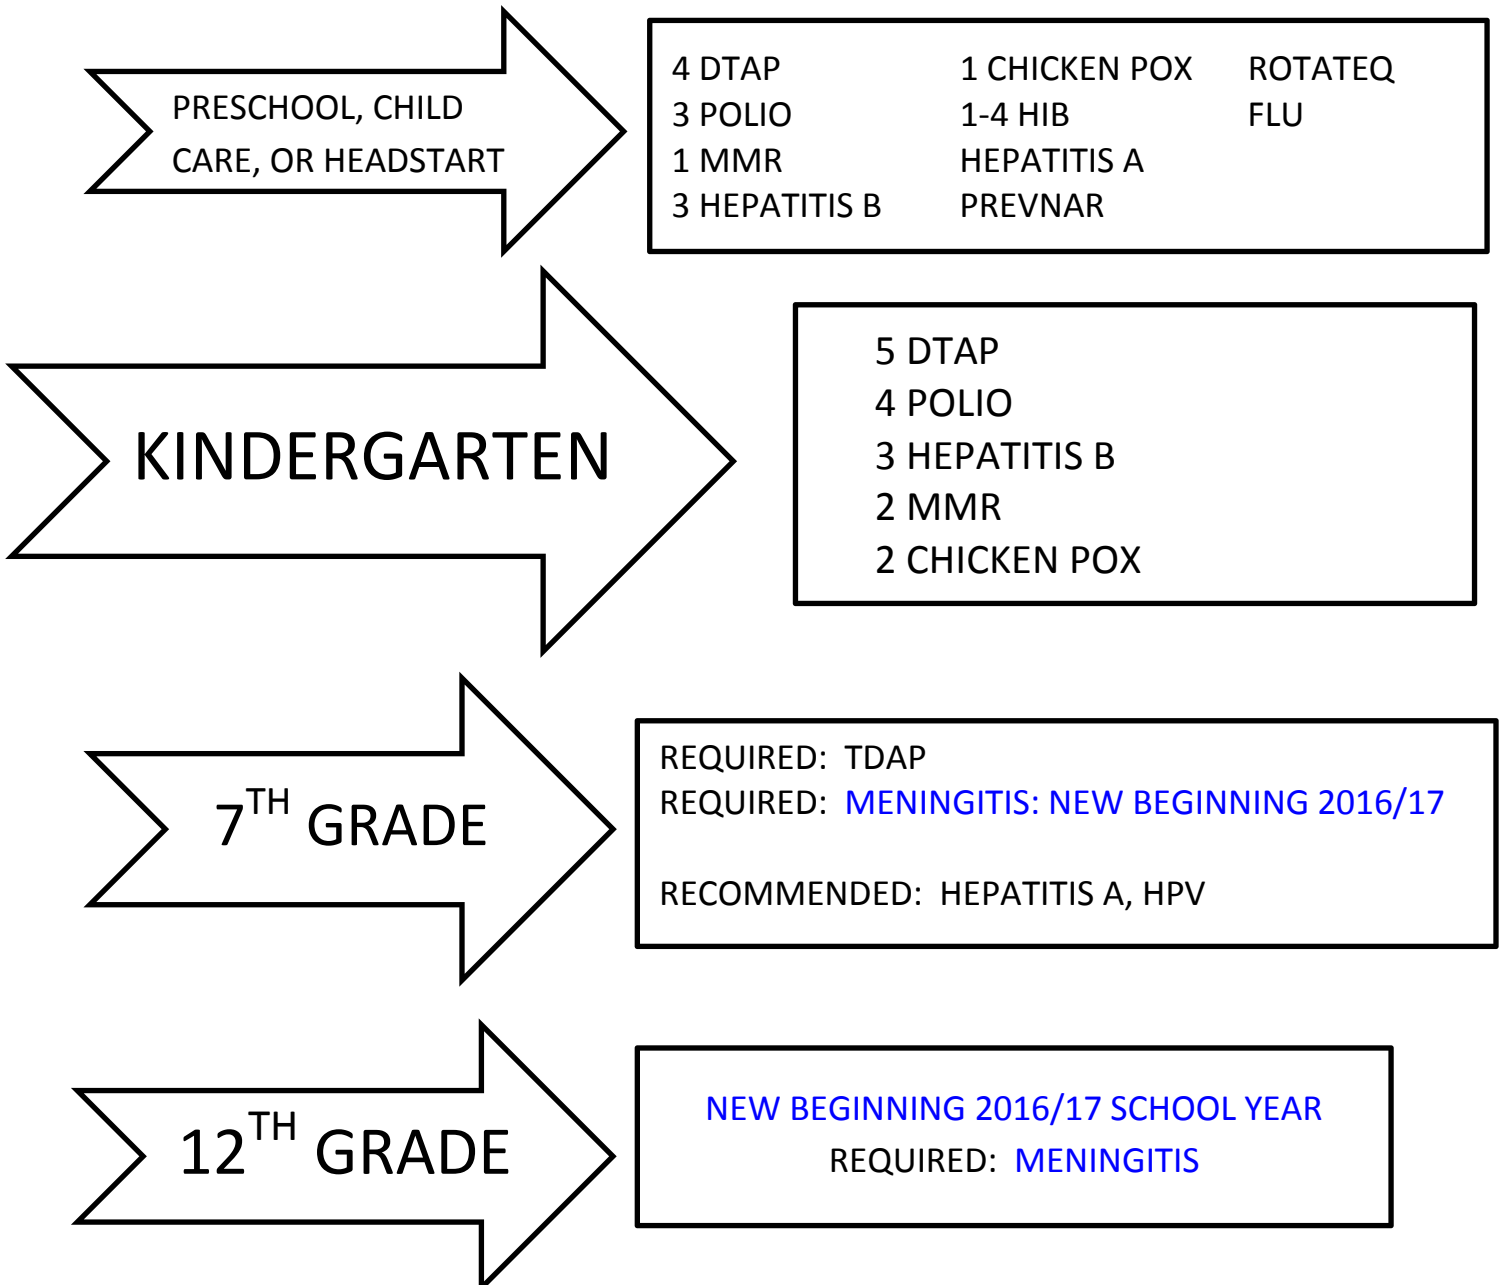 PRESCHOOL, CHILD
CARE, OR HEADSTART
4 DTAP 1 CHICKEN POX ROTATEQ
3 POLIO 1-4 HIB FLU
1 MMR HEPATITIS A
3 HEPATITIS B PREVNAR
KINDERGARTEN
5 DTAP
4 POLIO
3 HEPATITIS B
2 MMR
2 CHICKEN POX
7TH GRADE
REQUIRED: TDAP
REQUIRED: MENINGITIS: NEW BEGINNING 2016/17
RECOMMENDED: HEPATITIS A, HPV
12TH GRADE
NEW BEGINNING 2016/17 SCHOOL YEAR
REQUIRED: MENINGITIS